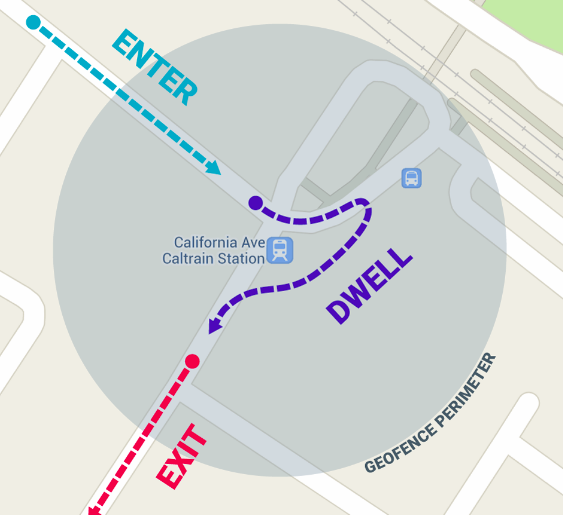 ENTER
California Ave
Caltrain Station
DWELL
GEOFENCE PERIMETER
EXIT